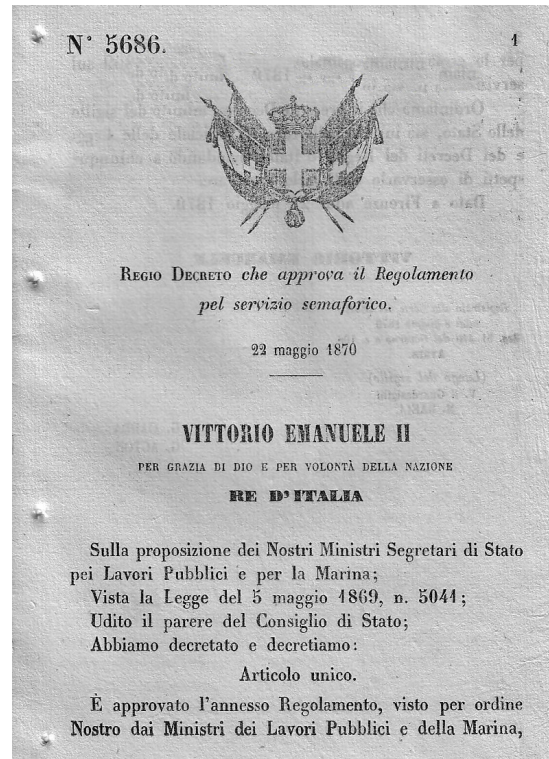 N° 5686.
1
REGIO DECRETO che approva il Regolamento
pel servizio semaforico.
22 maggio 1870
VITTORIO EMANUELE II
PER GRAZIA DI DIO E PER VOLONTÀ DELLA NAZIONE
RE D'ITALIA
Sulla proposizione dei Nostri Ministri Segretari di Stato
pei Lavori Pubblici e per la Marina;
Vista la Legge del 5 maggio 1869, n. 5041;
Udito il parere del Consiglio di Stato;
Abbiamo decretato e decretiamo:
Articolo unico.
È approvato l'annesso Regolamento, visto per ordine
Nostro dai Ministri dei Lavori Pubblici e della Marina,